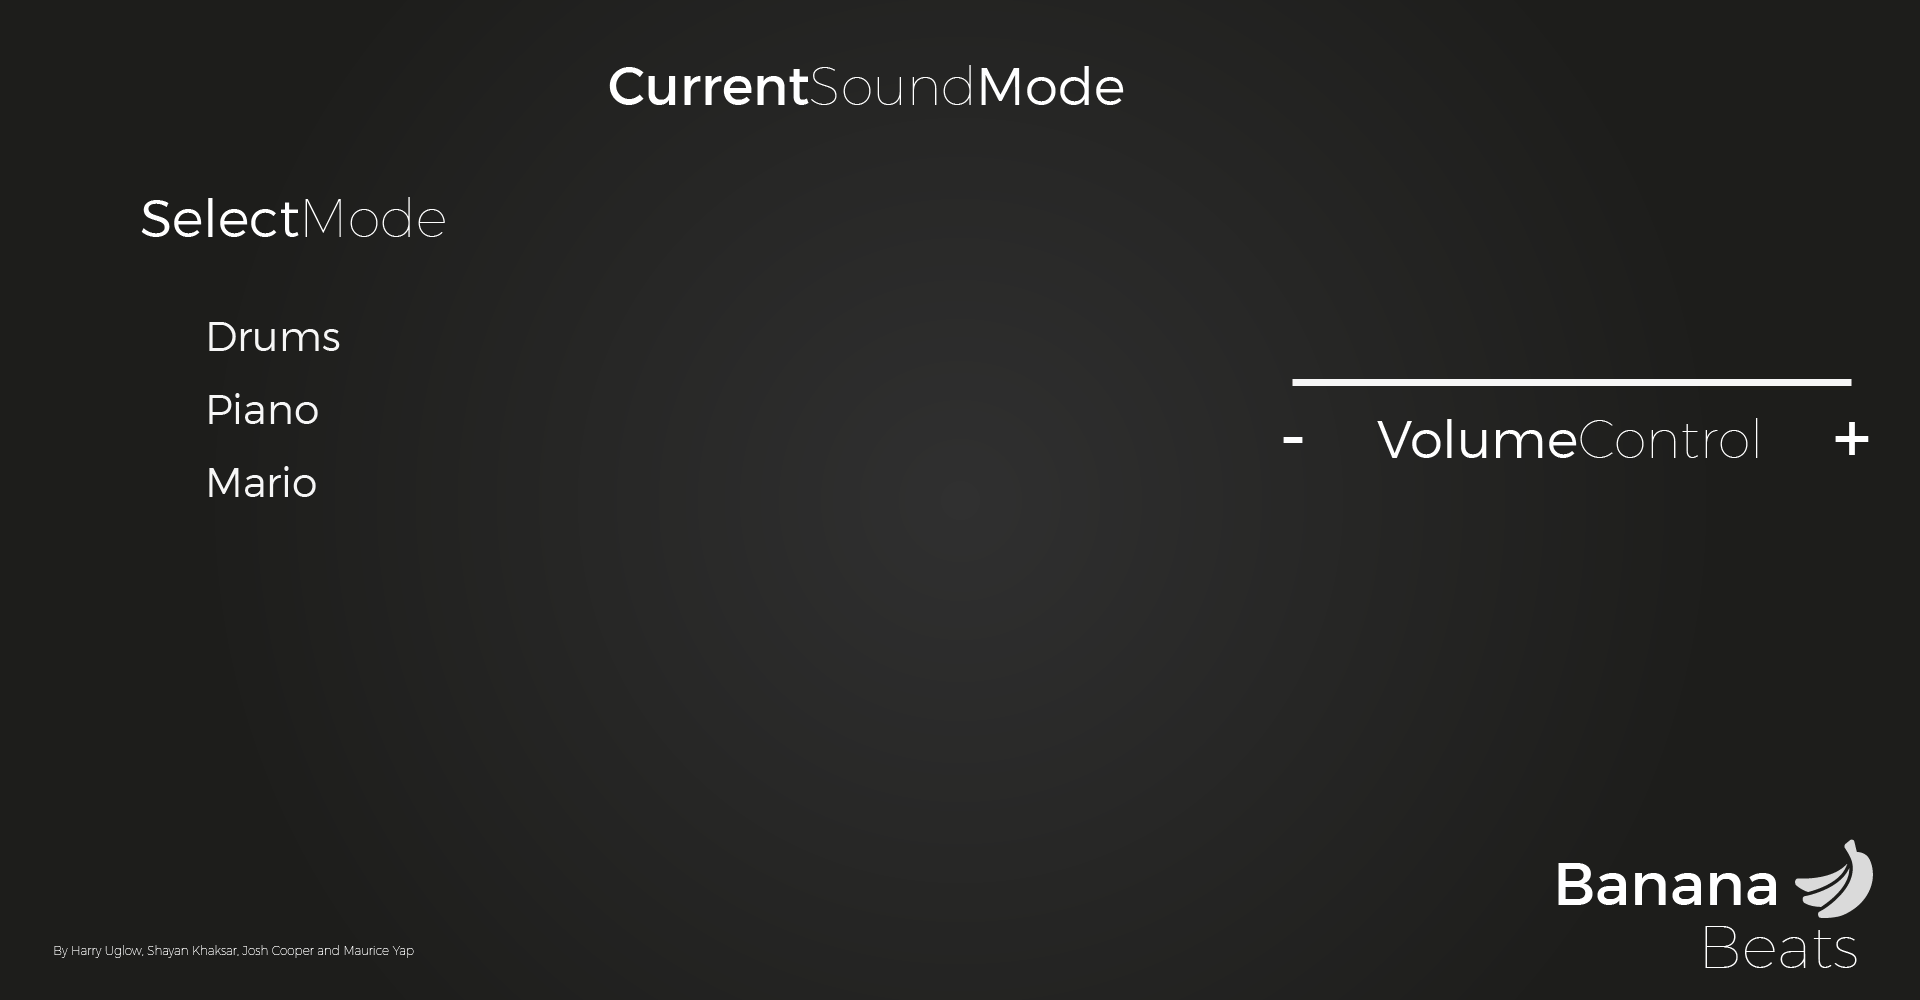 CurrentSoundMode
SelectMode
Drums
Piano
Mario
- VolumeControl +
Banana
Beats
By Harry Uglow, Shayan Khaksar, Josh Cooper and Maurice Yap